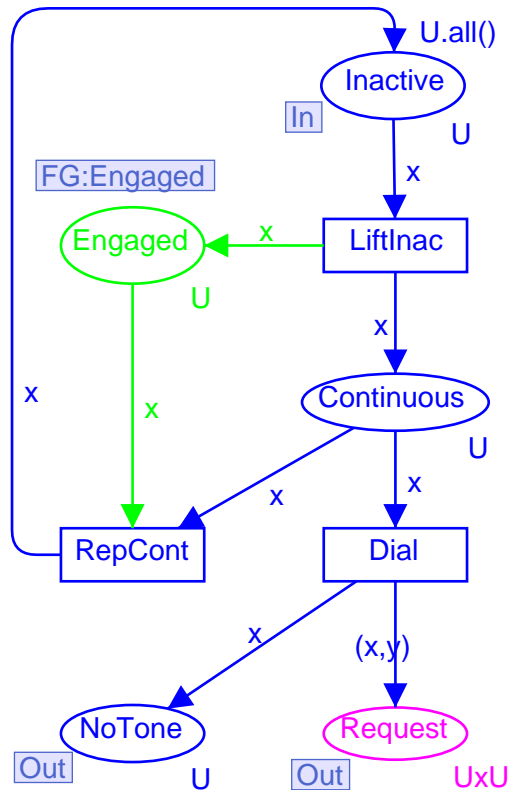 U.all()
Inactive
In
U
x
FG:Engaged
Engaged
x
LiftInac
U
x
x
x
Continuous
U
x
x
RepCont
Dial
x
(x,y)
NoTone
Request
Out
U
Out
UxU